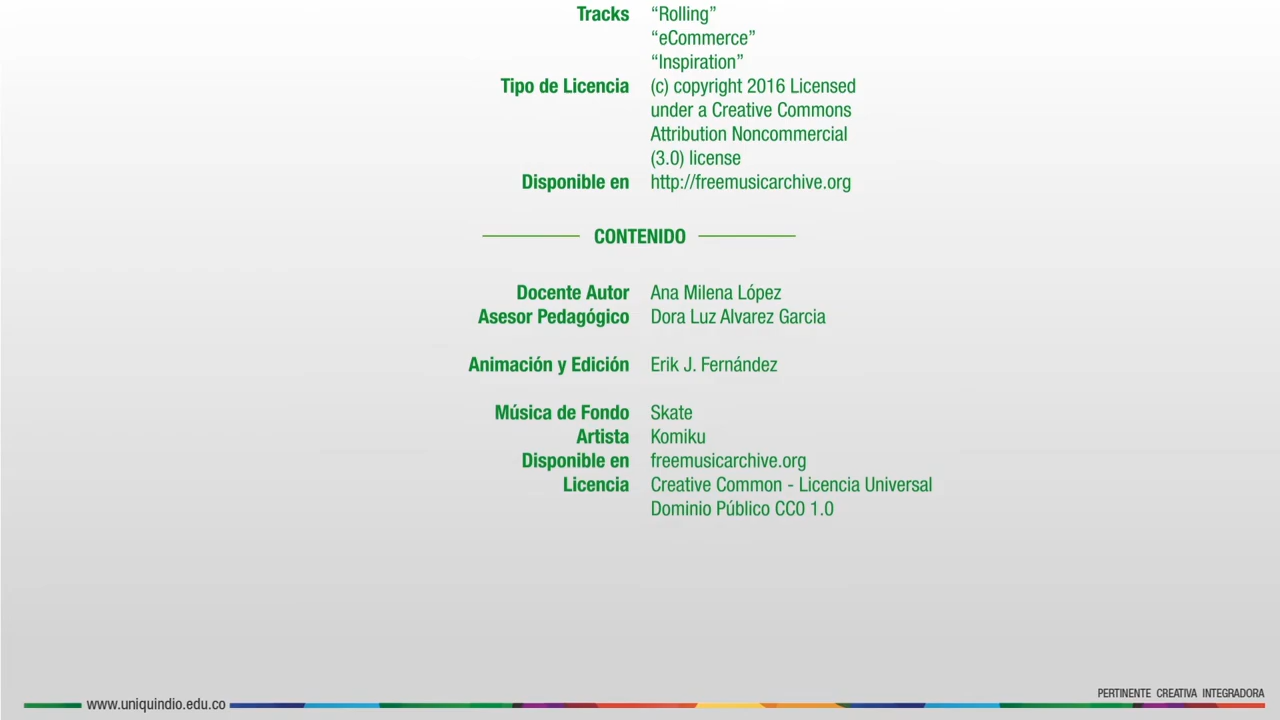 Tracks “Rolling”
“eCommerce”
“Inspiration”
Tipo de Licencia (c) copyright 2016 Licensed
under a Creative Commons
Attribution Noncommercial
(3.0) license
Disponible en http://freemusicarchive.org
CONTENIDO
Docente Autor Ana Milena López
Asesor Pedagógico Dora Luz Alvarez Garcia
Animación y Edición Erik J. Fernández
Música de Fondo Skate
Artista Komiku
Disponible en freemusicarchive.org
Licencia Creative Common - Licencia Universal
Dominio Público CC0 1.0
PERTINENTE CREATIVA INTEGRADORA
www.uniquindio.edu.co